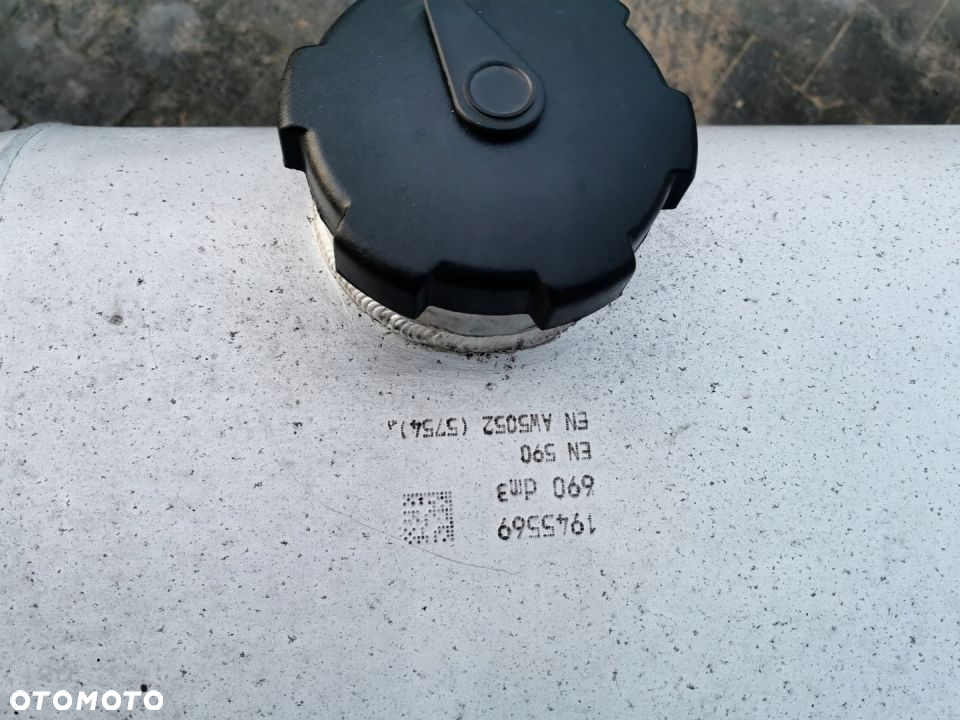 1945569
690 dm3
EN 590
EN AW5052 (5754)
OTOMOTO